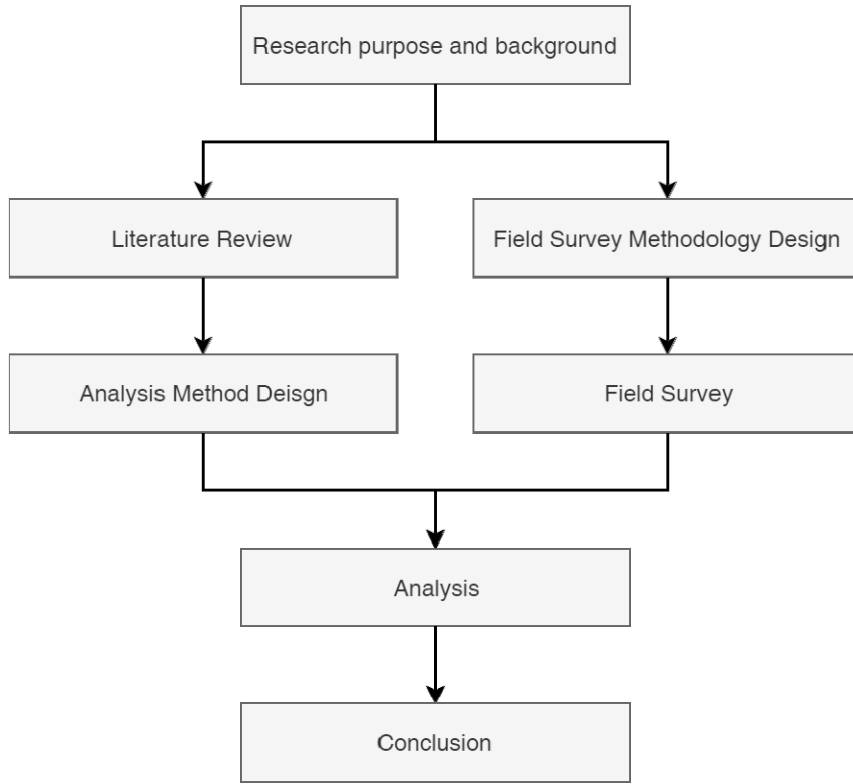 Research purpose and background
Literature Review
Field Survey Methodology Design
Analysis Method Deisgn
Field Survey
Analysis
Conclusion